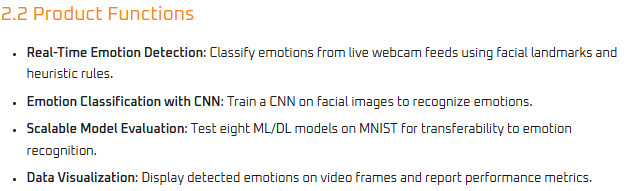 2.2 Product Functions
• Real-Time Emotion Detection: Classify emotions from live webcam feeds using facial landmarks and
heuristic rules.
• Emotion Classification with CNN: Train a CNN on facial images to recognize emotions.
• Scalable Model Evaluation: Test eight ML/DL models on MNIST for transferability to emotion
recognition.
• Data Visualization: Display detected emotions on video frames and report performance metrics.